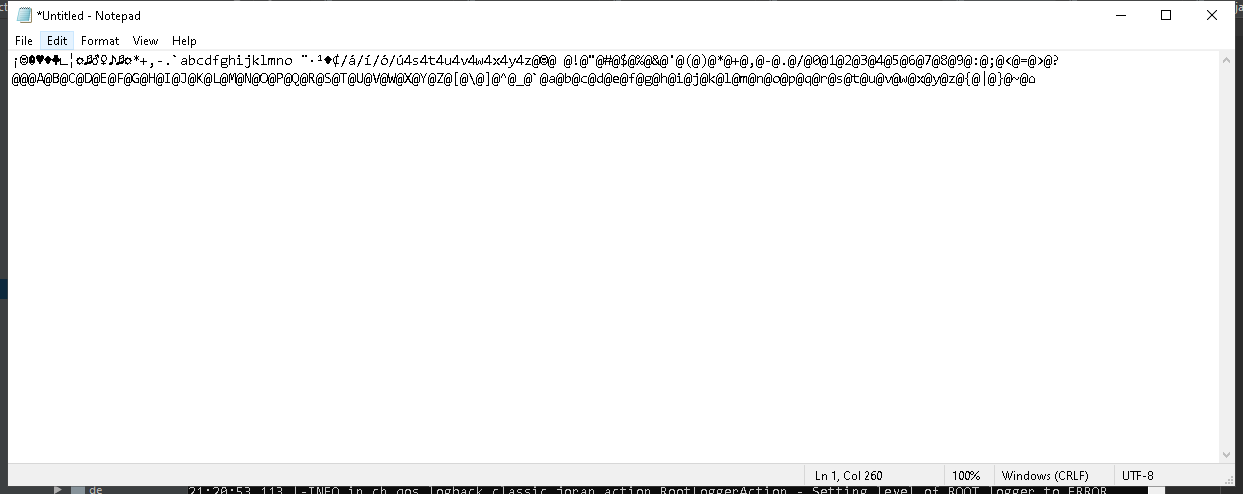 *Untitled - Notepad
File Edit Format View Help
¡☺☻♥♦♣∟¦✿♫♂♀♪♫✿*+,-.`abcdfghijklmno ¨·¹♦₵/á/í/ó/ú4s4t4u4v4w4x4y4z@☺@ @!@"@#@$@%@&@'@(@)@*@+@,@-@.@/@0@1@2@3@4@5@6@7@8@9@:@;@<@=@>@?
@@@A@B@C@D@E@F@G@H@I@J@K@L@M@N@O@P@Q@R@S@T@U@V@W@X@Y@Z@[@\@]@^@_@`@a@b@c@d@e@f@g@h@i@j@k@l@m@n@o@p@q@r@s@t@u@v@w@x@y@z@{@|@}@~@⌂
Ln 1, Col 260 100% Windows (CRLF) UTF-8
de 21:20:53,113 |-INFO in ch.qos.logback.classic.joran.action.RootLoggerAction - Setting level of ROOT logger to ERROR